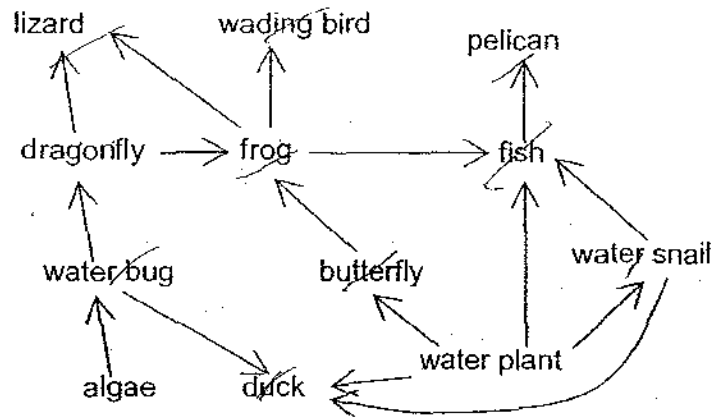 lizard
wading bird
pelican
dragonfly
frog
fish
water bug
butterfly
water snail
algae
duck
water plant